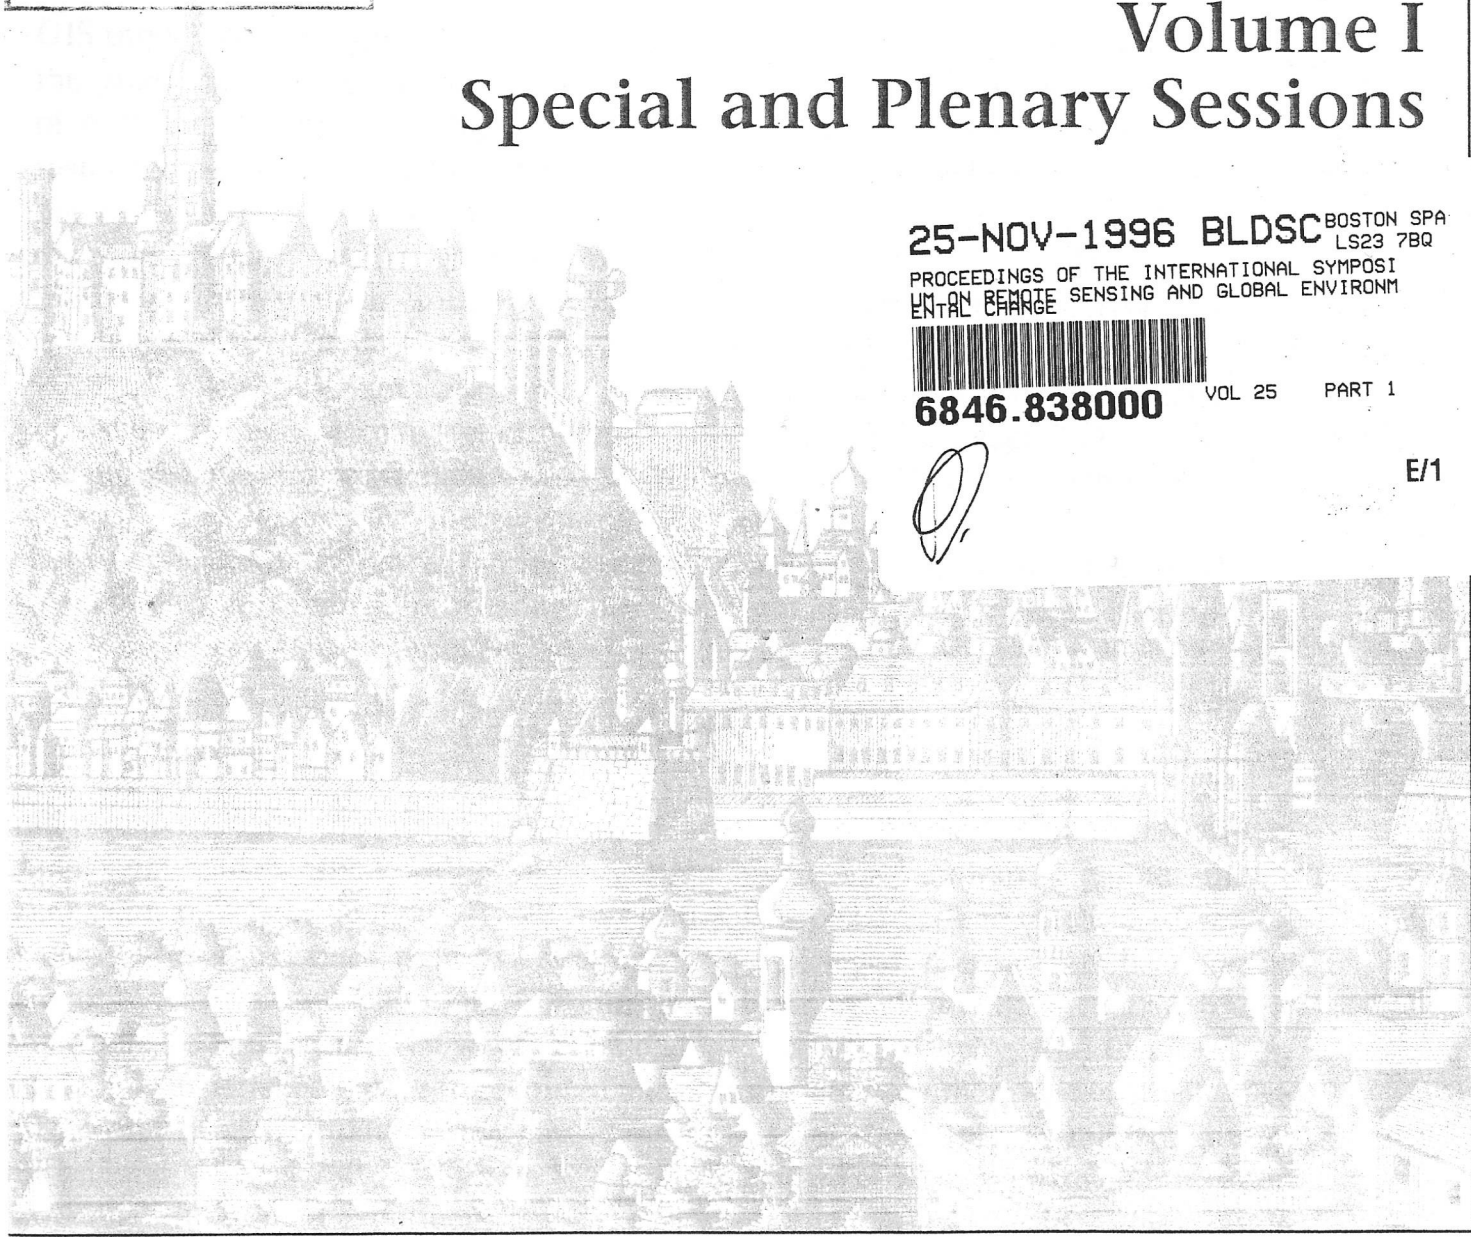 Volume I
Special and Plenary Sessions
25-NOV-1996 BLDSC BOSTON SPA
LS23 7BQ
PROCEEDINGS OF THE INTERNATIONAL SYMPOSI
UM ON REMOTE SENSING AND GLOBAL ENVIRONM
ENTAL CHANGE
6846.838000 VOL 25 PART 1
E/1